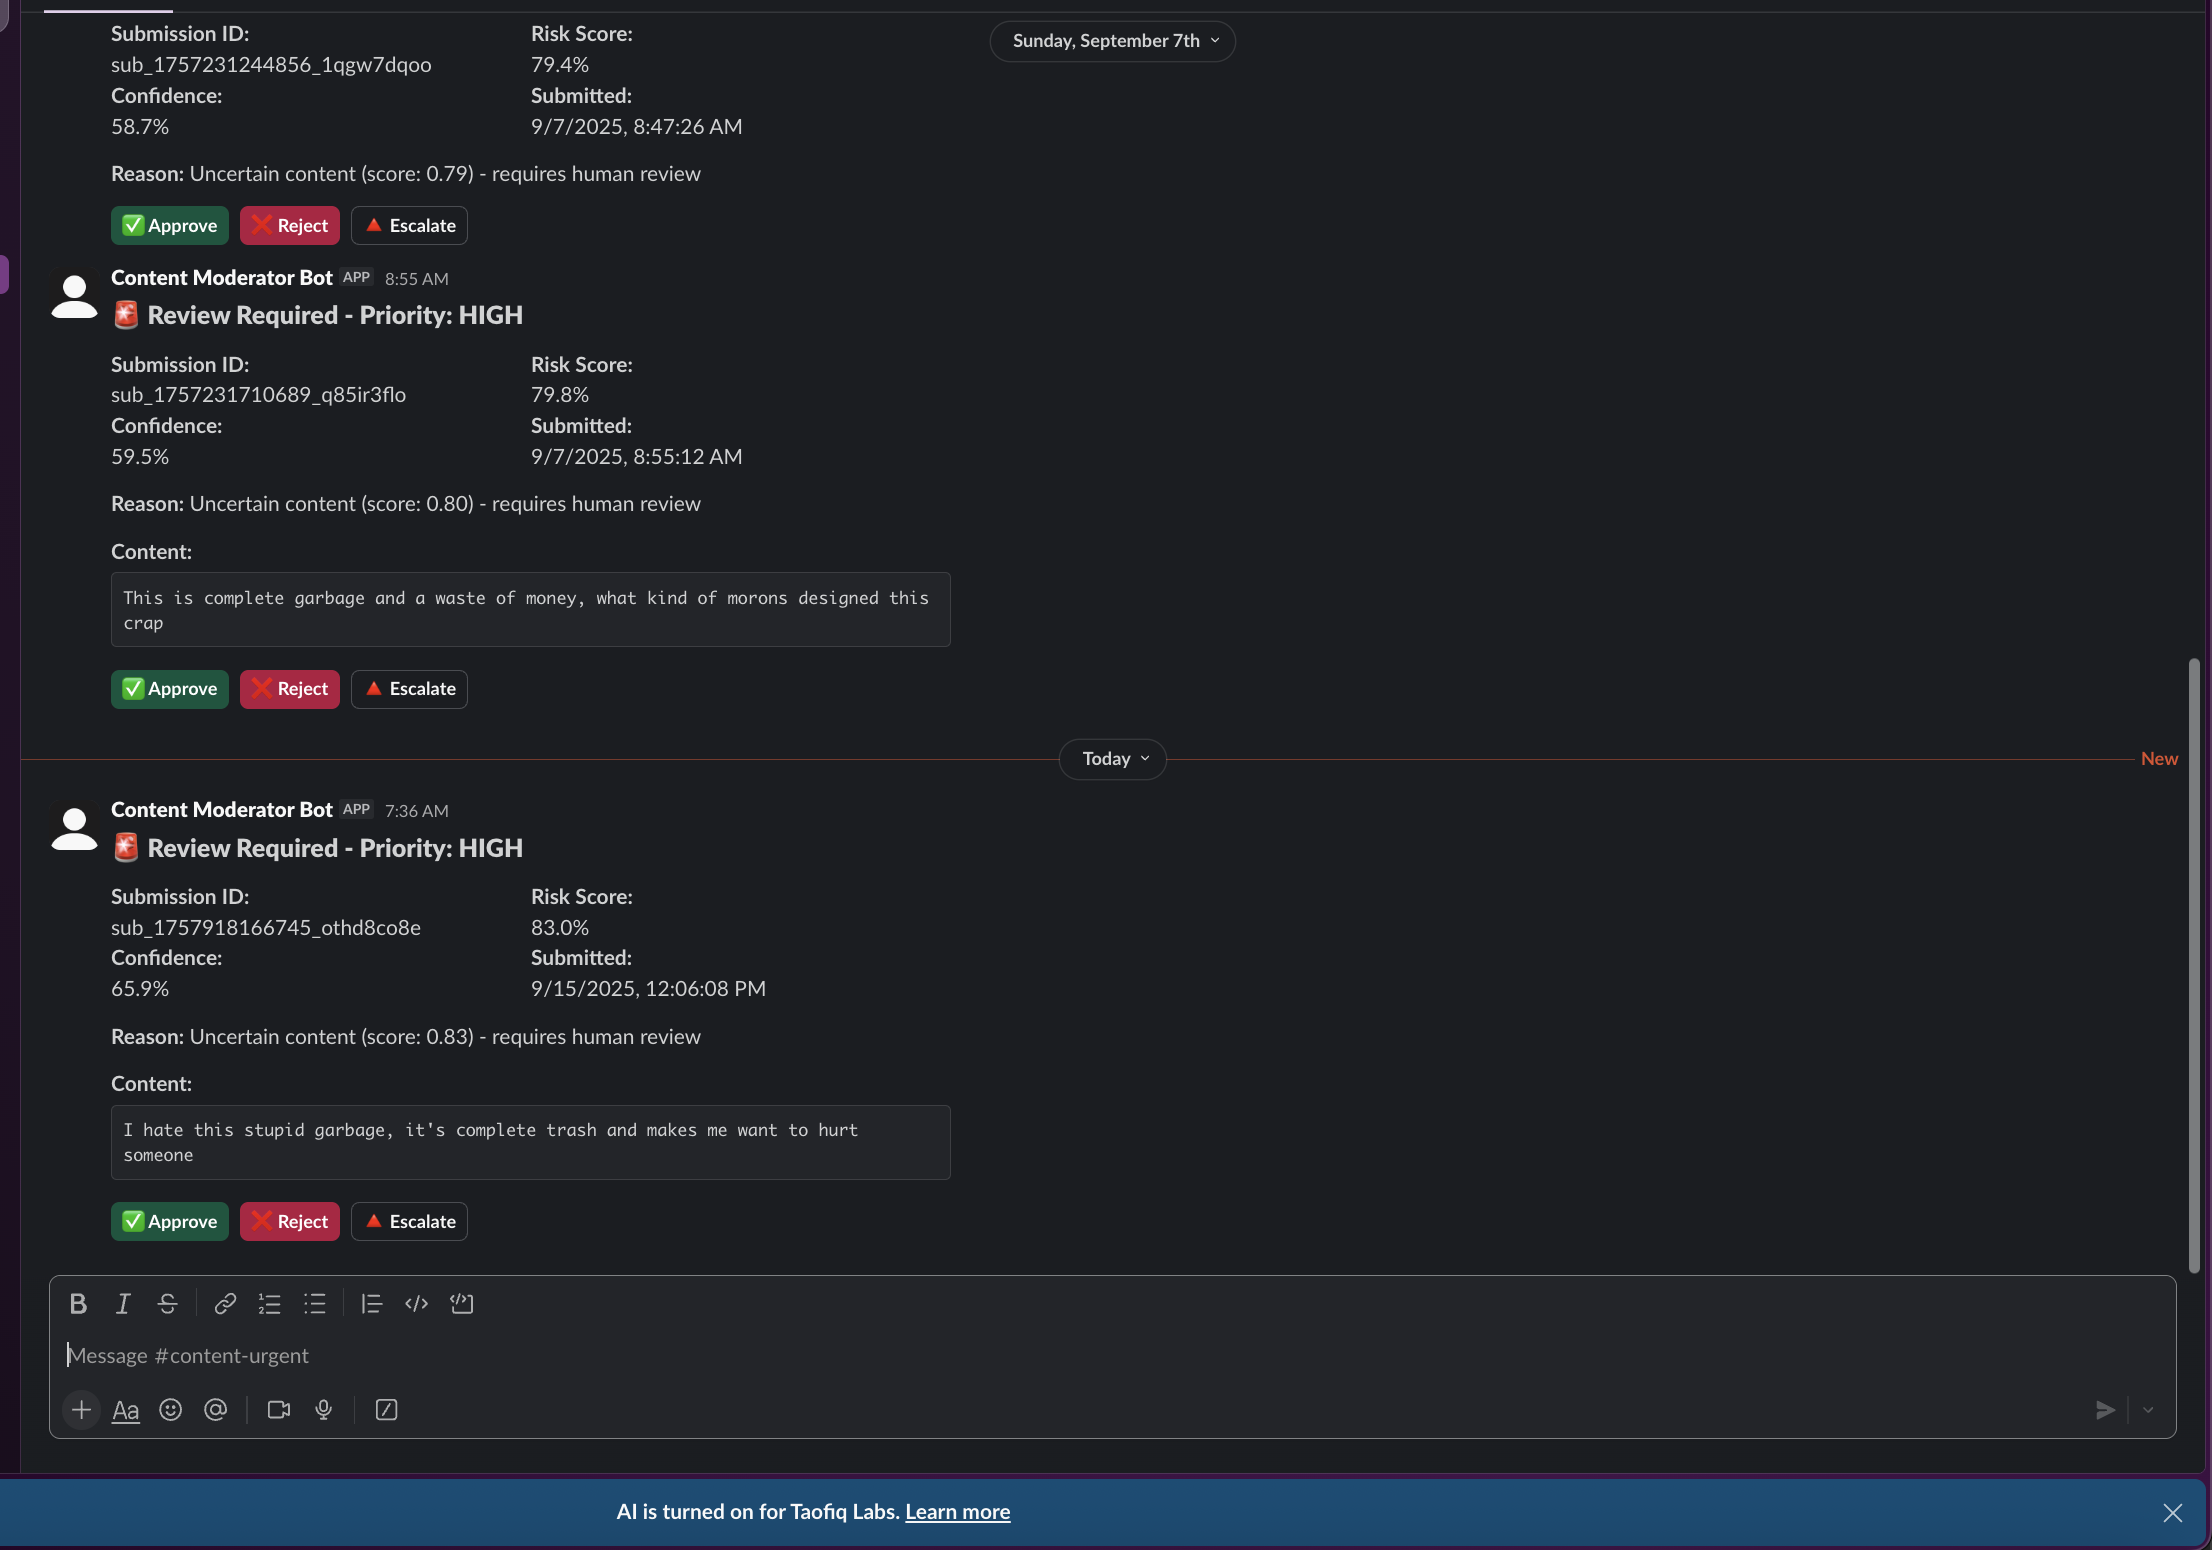 Submission ID:
Risk Score:
Sunday, September 7th
sub_1757231244856_1qgw7dqoo
79.4%
Confidence:
Submitted:
58.7%
9/7/2025, 8:47:26 AM
Reason: Uncertain content (score: 0.79) - requires human review
✅ Approve
❌ Reject
🔺 Escalate
Content Moderator Bot APP 8:55 AM
🚨 Review Required - Priority: HIGH
Submission ID:
Risk Score:
sub_1757231710689_q85ir3flo
79.8%
Confidence:
Submitted:
59.5%
9/7/2025, 8:55:12 AM
Reason: Uncertain content (score: 0.80) - requires human review
Content:
This is complete garbage and a waste of money, what kind of morons designed this
crap
✅ Approve
❌ Reject
🔺 Escalate
Today
New
Content Moderator Bot APP 7:36 AM
🚨 Review Required - Priority: HIGH
Submission ID:
Risk Score:
sub_1757918166745_othd8co8e
83.0%
Confidence:
Submitted:
65.9%
9/15/2025, 12:06:08 PM
Reason: Uncertain content (score: 0.83) - requires human review
Content:
I hate this stupid garbage, it's complete trash and makes me want to hurt
someone
✅ Approve
❌ Reject
🔺 Escalate
Message #content-urgent
Aa
AI is turned on for Taofiq Labs. Learn more